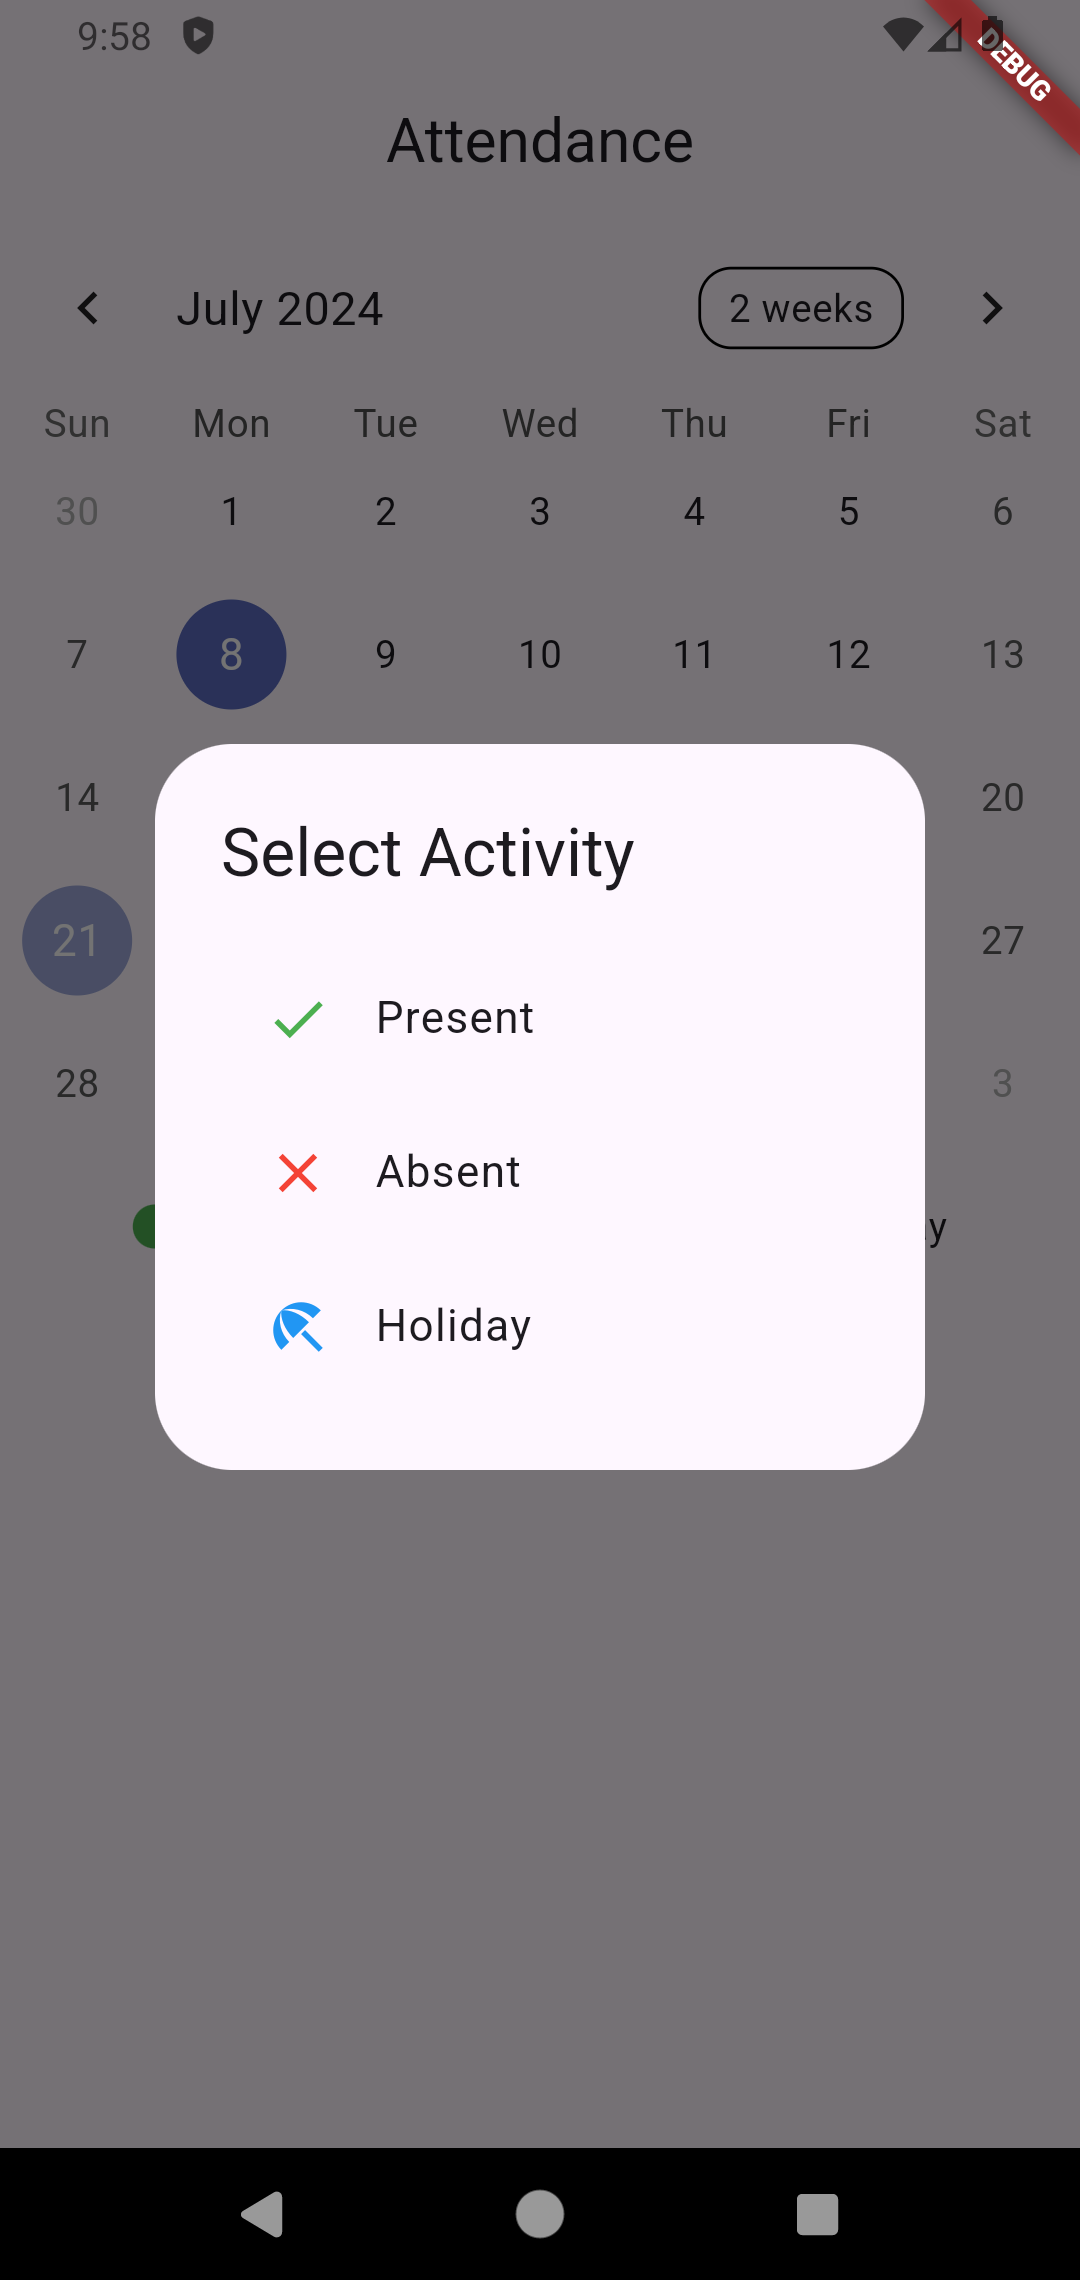 9:58
DEBUG
Attendance
July 2024 2 weeks
Sun Mon Tue Wed Thu Fri Sat
30 1 2 3 4 5 6
7 8 9 10 11 12 13
14 20
Select Activity
21 27
Present
28 3
Absent
y
Holiday